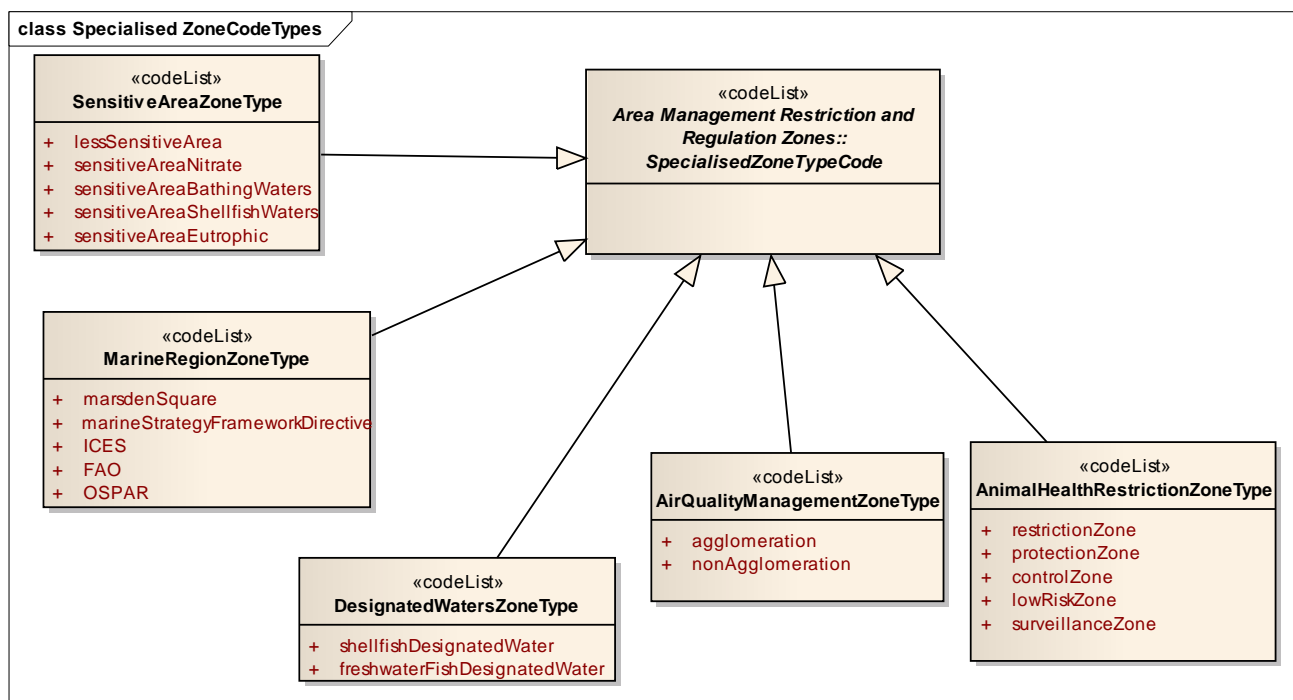 class Specialised ZoneCodeTypes
«codeList»
SensitiveAreaZoneType
+ lessSensitiveArea
+ sensitiveAreaNitrate
+ sensitiveAreaBathingWaters
+ sensitiveAreaShellfishWaters
+ sensitiveAreaEutrophic
«codeList»
Area Management Restriction and
Regulation Zones::
SpecialisedZoneTypeCode
«codeList»
MarineRegionZoneType
+ marsdenSquare
+ marineStrategyFrameworkDirective
+ ICES
+ FAO
+ OSPAR
«codeList»
DesignatedWatersZoneType
+ shellfishDesignatedWater
+ freshwaterFishDesignatedWater
«codeList»
AirQualityManagementZoneType
+ agglomeration
+ nonAgglomeration
«codeList»
AnimalHealthRestrictionZoneType
+ restrictionZone
+ protectionZone
+ controlZone
+ lowRiskZone
+ surveillanceZone